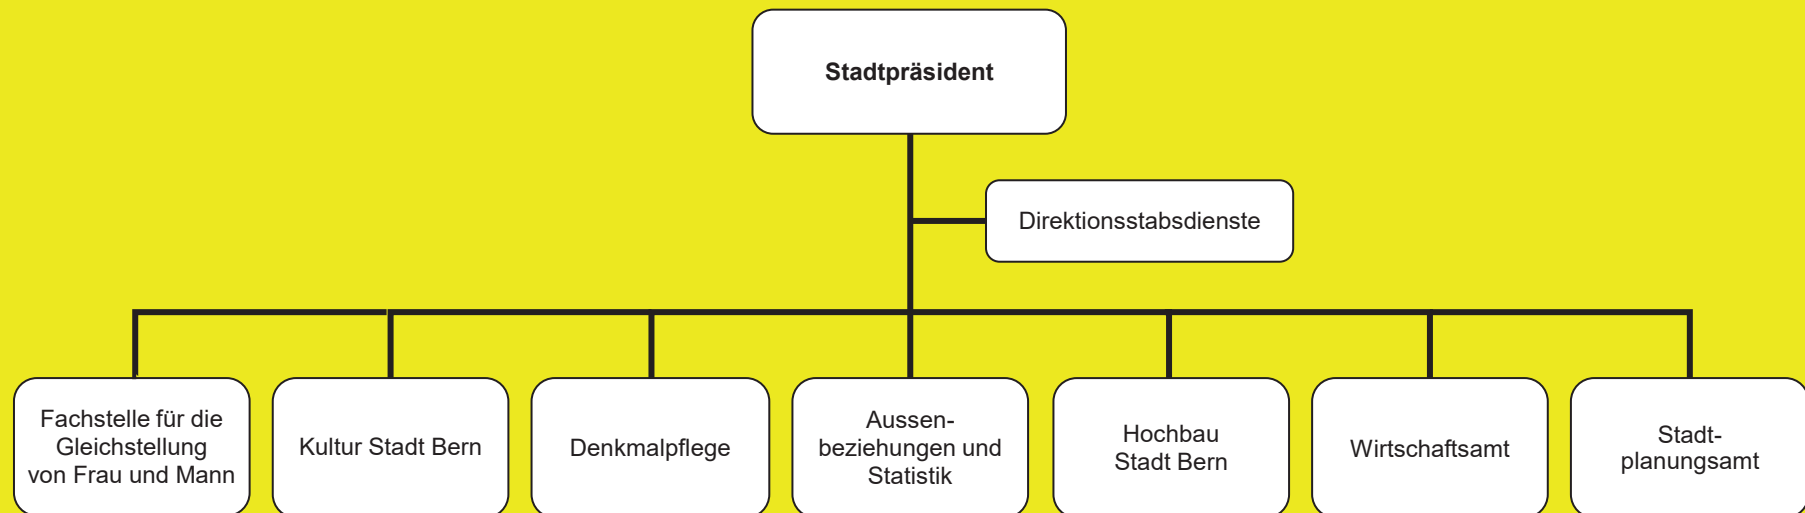 Stadtpräsident
Direktionsstabsdienste
Fachstelle für die
Gleichstellung
von Frau und Mann
Kultur Stadt Bern
Denkmalpflege
Aussen-
beziehungen und
Statistik
Hochbau
Stadt Bern
Wirtschaftsamt
Stadt-
planungsamt